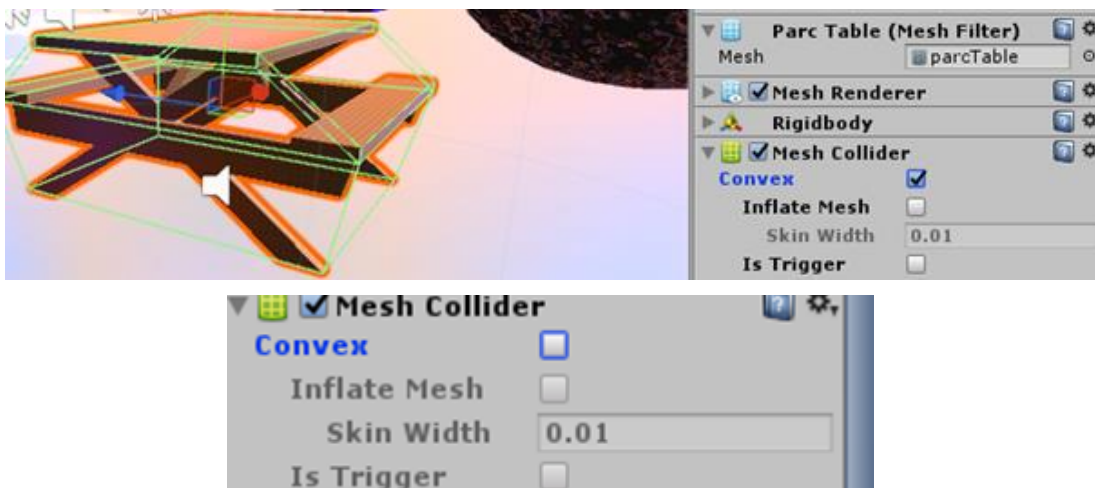 Parc Table (Mesh Filter)
Mesh parcTable
Mesh Renderer
Rigidbody
Mesh Collider
Convex
Inflate Mesh
Skin Width 0.01
Is Trigger
Mesh Collider
Convex
Inflate Mesh
Skin Width 0.01
Is Trigger